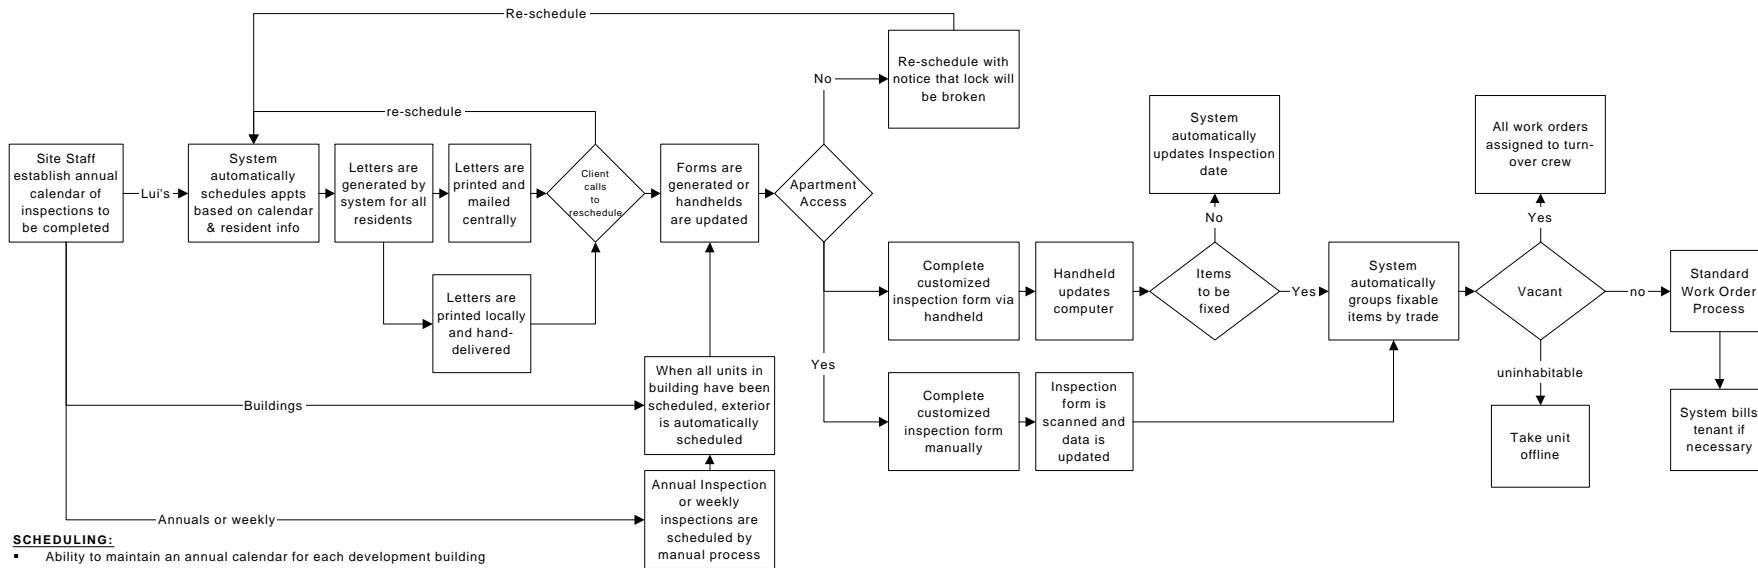 Re-schedule
Re-schedule with
notice that lock will
be broken
No
re-schedule
System
automatically
updates Inspection
date
All work orders
assigned to turn-
over crew
Site Staff
establish annual
calendar of
inspections to
be completed
Lui's
System
automatically
schedules appts
based on calendar
& resident info
Letters are
generated by
system for all
residents
Letters are
printed and
mailed
centrally
Client
calls
to
reschedule
Forms are
generated or
handhelds
are updated
Apartment
Access
No
Yes
Letters are
printed locally
and hand-
delivered
Complete
customized
inspection form via
handheld
Handheld
updates
computer
Items
to be
fixed
Yes
System
automatically
groups fixable
items by trade
Vacant
no
Standard
Work Order
Process
Yes
uninhabitable
When all units in
building have been
scheduled, exterior
is automatically
scheduled
Buildings
Complete
customized
inspection form
manually
Inspection
form is
scanned and
data is
updated
Take unit
offline
System bills
tenant if
necessary
Annual Inspection
or weekly
inspections are
scheduled by
manual process
Annuals or weekly
SCHEDULING:
▪ Ability to maintain an annual calendar for each development building